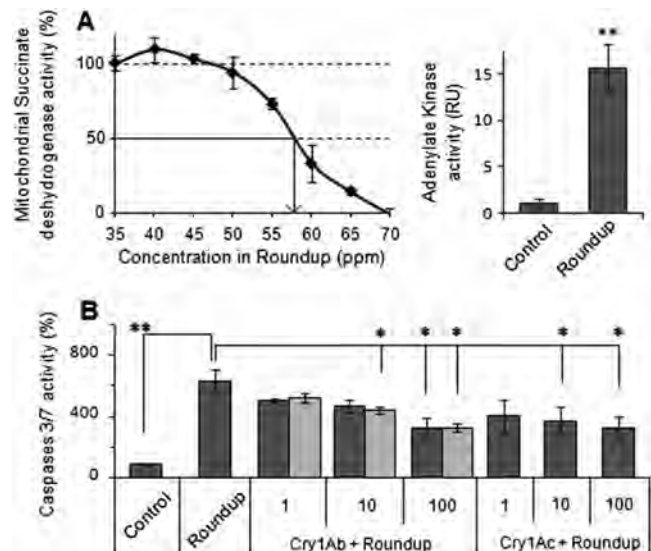 A
Mitochondrial Succinate
deshydrogenase activity (%)
100
50
0
35 40 45 50 55 60 65 70
Concentration in Roundup (ppm)
Adenylate Kinase
activity (RU)
15
10
5
0
**
Control
Roundup
B
Caspases 3/7 activity (%)
800
400
0
**
* * * * *
Control
Roundup
1 10 100 1 10 100
Cry1Ab + Roundup Cry1Ac + Roundup